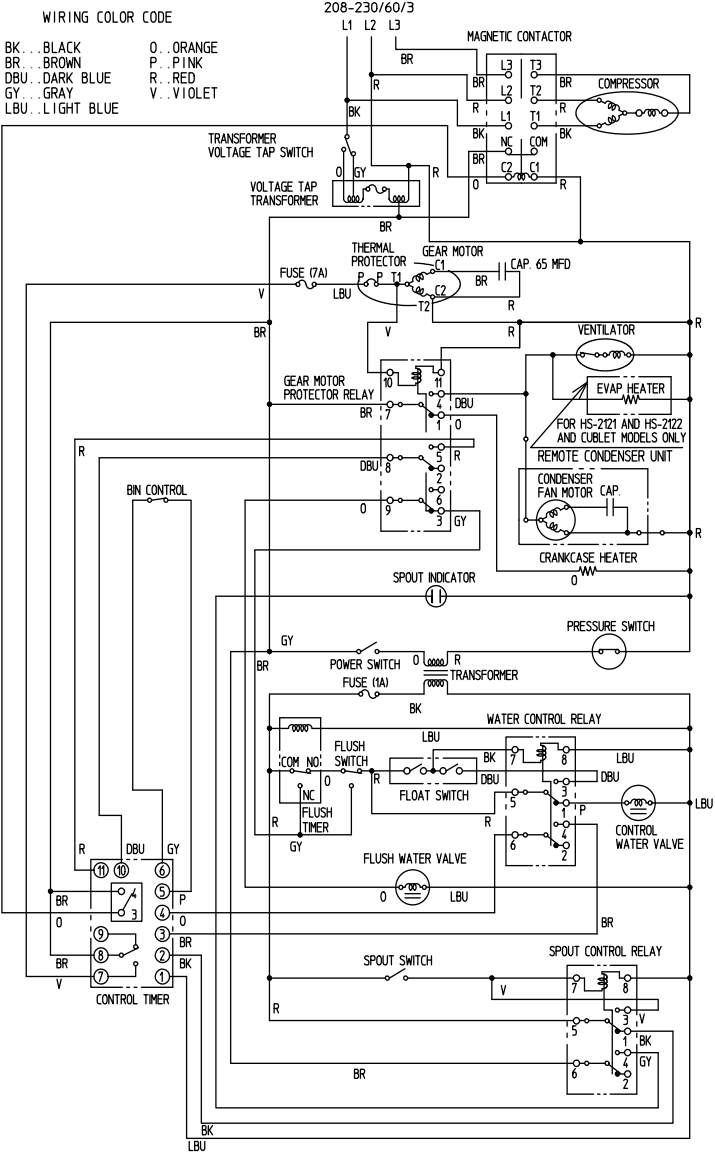 WIRING COLOR CODE
BK...BLACK
O..ORANGE
BR...BROWN
P..PINK
DBU..DARK BLUE
R..RED
GY...GRAY
V..VIOLET
LBU..LIGHT BLUE
208-230/60/3
L1 L2 L3
BR
R
BK
MAGNETIC CONTACTOR
L3 T3
BR
L2 T2
R R
L1 T1
BK BK
NC COM
BR
C2 C1
O R
COMPRESSOR
TRANSFORMER
VOLTAGE TAP SWITCH
O GY
R
VOLTAGE TAP
TRANSFORMER
BR
THERMAL
PROTECTOR
GEAR MOTOR
C1
CAP. 65 MFD
BR
FUSE (7A)
P P T1
C2
V
LBU
T2
R
BR
V
R
R
VENTILATOR
GEAR MOTOR
PROTECTOR RELAY
10 11
EVAP HEATER
4
DBU
BR 7
1
O
FOR HS-2121 AND HS-2122
AND CUBLET MODELS ONLY
R
5
R
REMOTE CONDENSER UNIT
DBU 8
2
CONDENSER
FAN MOTOR
CAP.
BIN CONTROL
6
O 9
3 GY
R
CRANKCASE HEATER
O
SPOUT INDICATOR
PRESSURE SWITCH
GY
BR
POWER SWITCH
O R
TRANSFORMER
FUSE (1A)
BK
WATER CONTROL RELAY
LBU
FLUSH
SWITCH
BK 7 8 LBU
COM NO
O
R
DBU
3
DBU
NC
FLOAT SWITCH
5
1
P
LBU
FLUSH
TIMER
R
GY
R
4
6
2
CONTROL
WATER VALVE
R DBU GY
FLUSH WATER VALVE
O LBU
11 10 6
4
5
BR
P
3
4
O
O
9
3
BR
BR
8
2
BR
BK
7
1
V
CONTROL TIMER
SPOUT SWITCH
SPOUT CONTROL RELAY
V
7 8
R
3 V
5
1
BK
4
GY
6
2
BR
BK
LBU